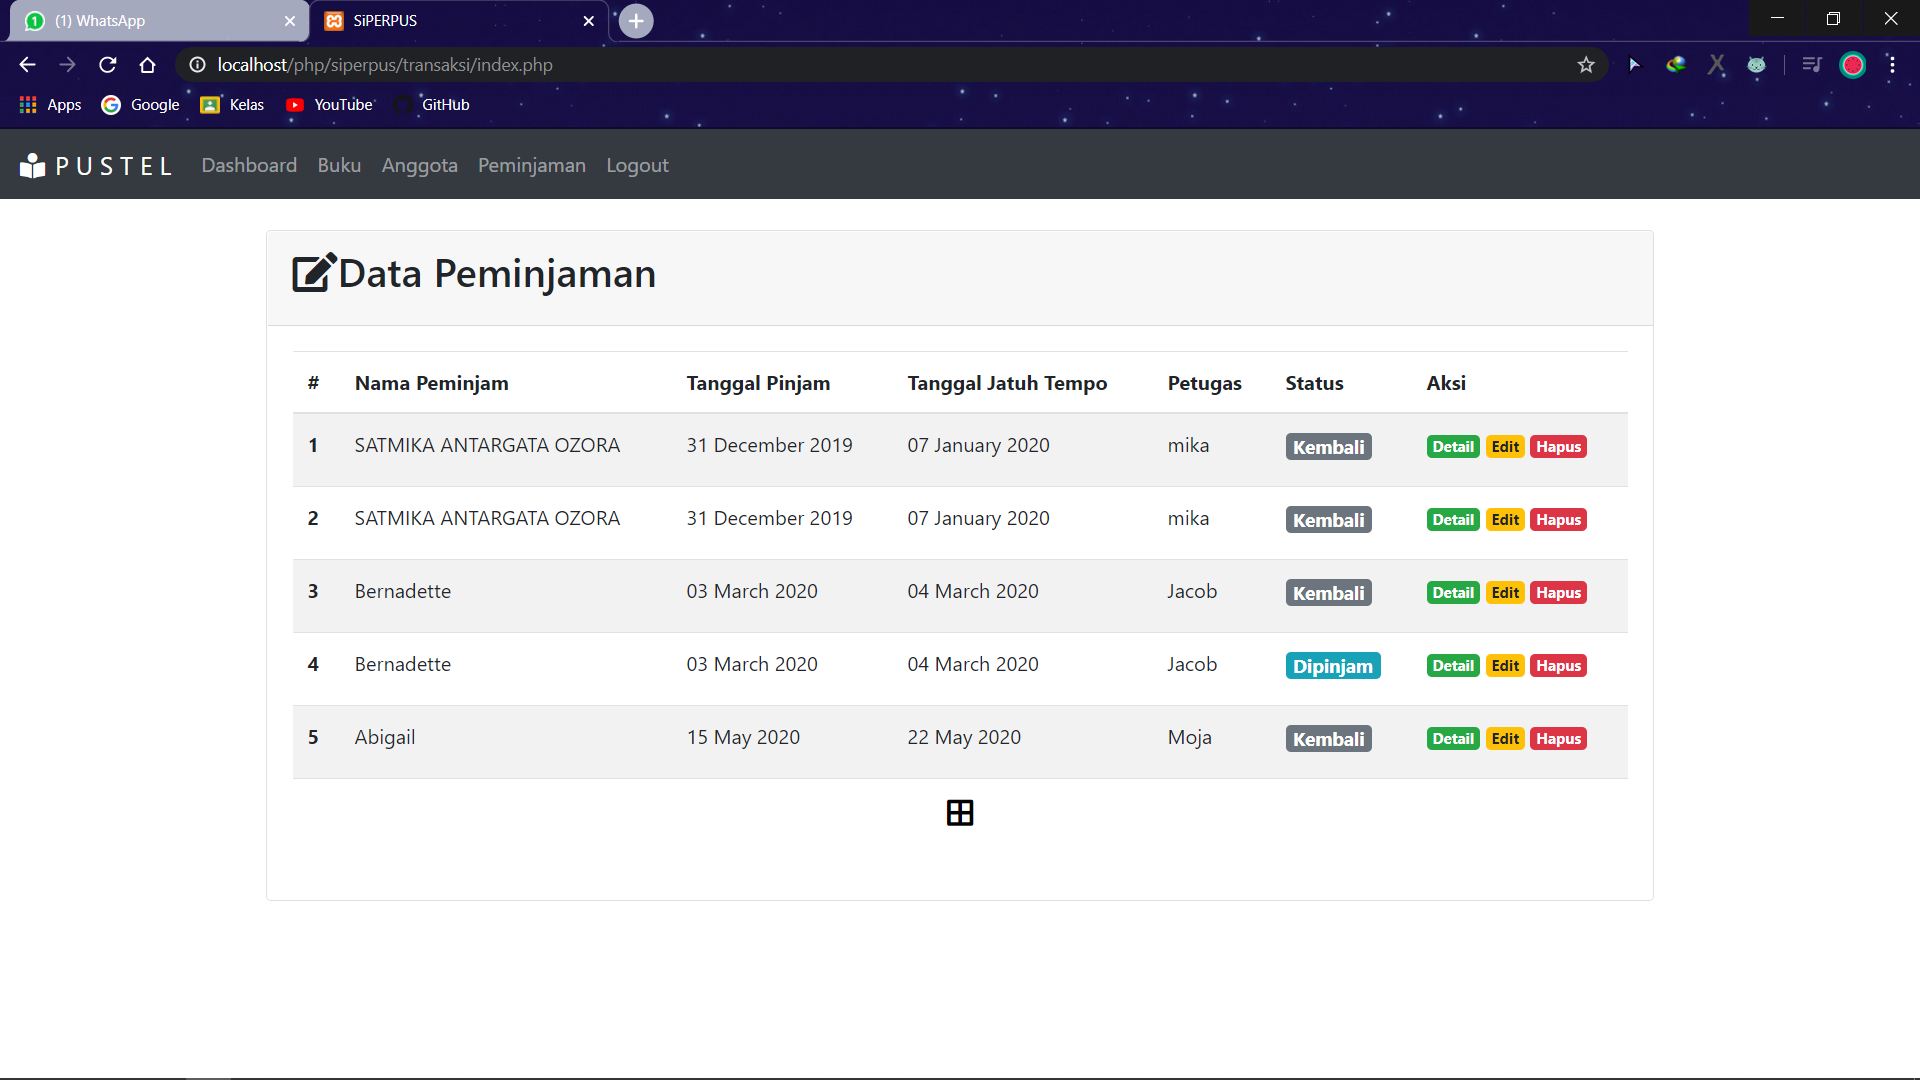 (1) WhatsApp
SiPERPUS
localhost/php/siperpus/transaksi/index.php
Apps Google Kelas YouTube GitHub
PUSTEL Dashboard Buku Anggota Peminjaman Logout
Data Peminjaman
# Nama Peminjam Tanggal Pinjam Tanggal Jatuh Tempo Petugas Status Aksi
1 SATMIKA ANTARGATA OZORA 31 December 2019 07 January 2020 mika Kembali Detail Edit Hapus
2 SATMIKA ANTARGATA OZORA 31 December 2019 07 January 2020 mika Kembali Detail Edit Hapus
3 Bernadette 03 March 2020 04 March 2020 Jacob Kembali Detail Edit Hapus
4 Bernadette 03 March 2020 04 March 2020 Jacob Dipinjam Detail Edit Hapus
5 Abigail 15 May 2020 22 May 2020 Moja Kembali Detail Edit Hapus